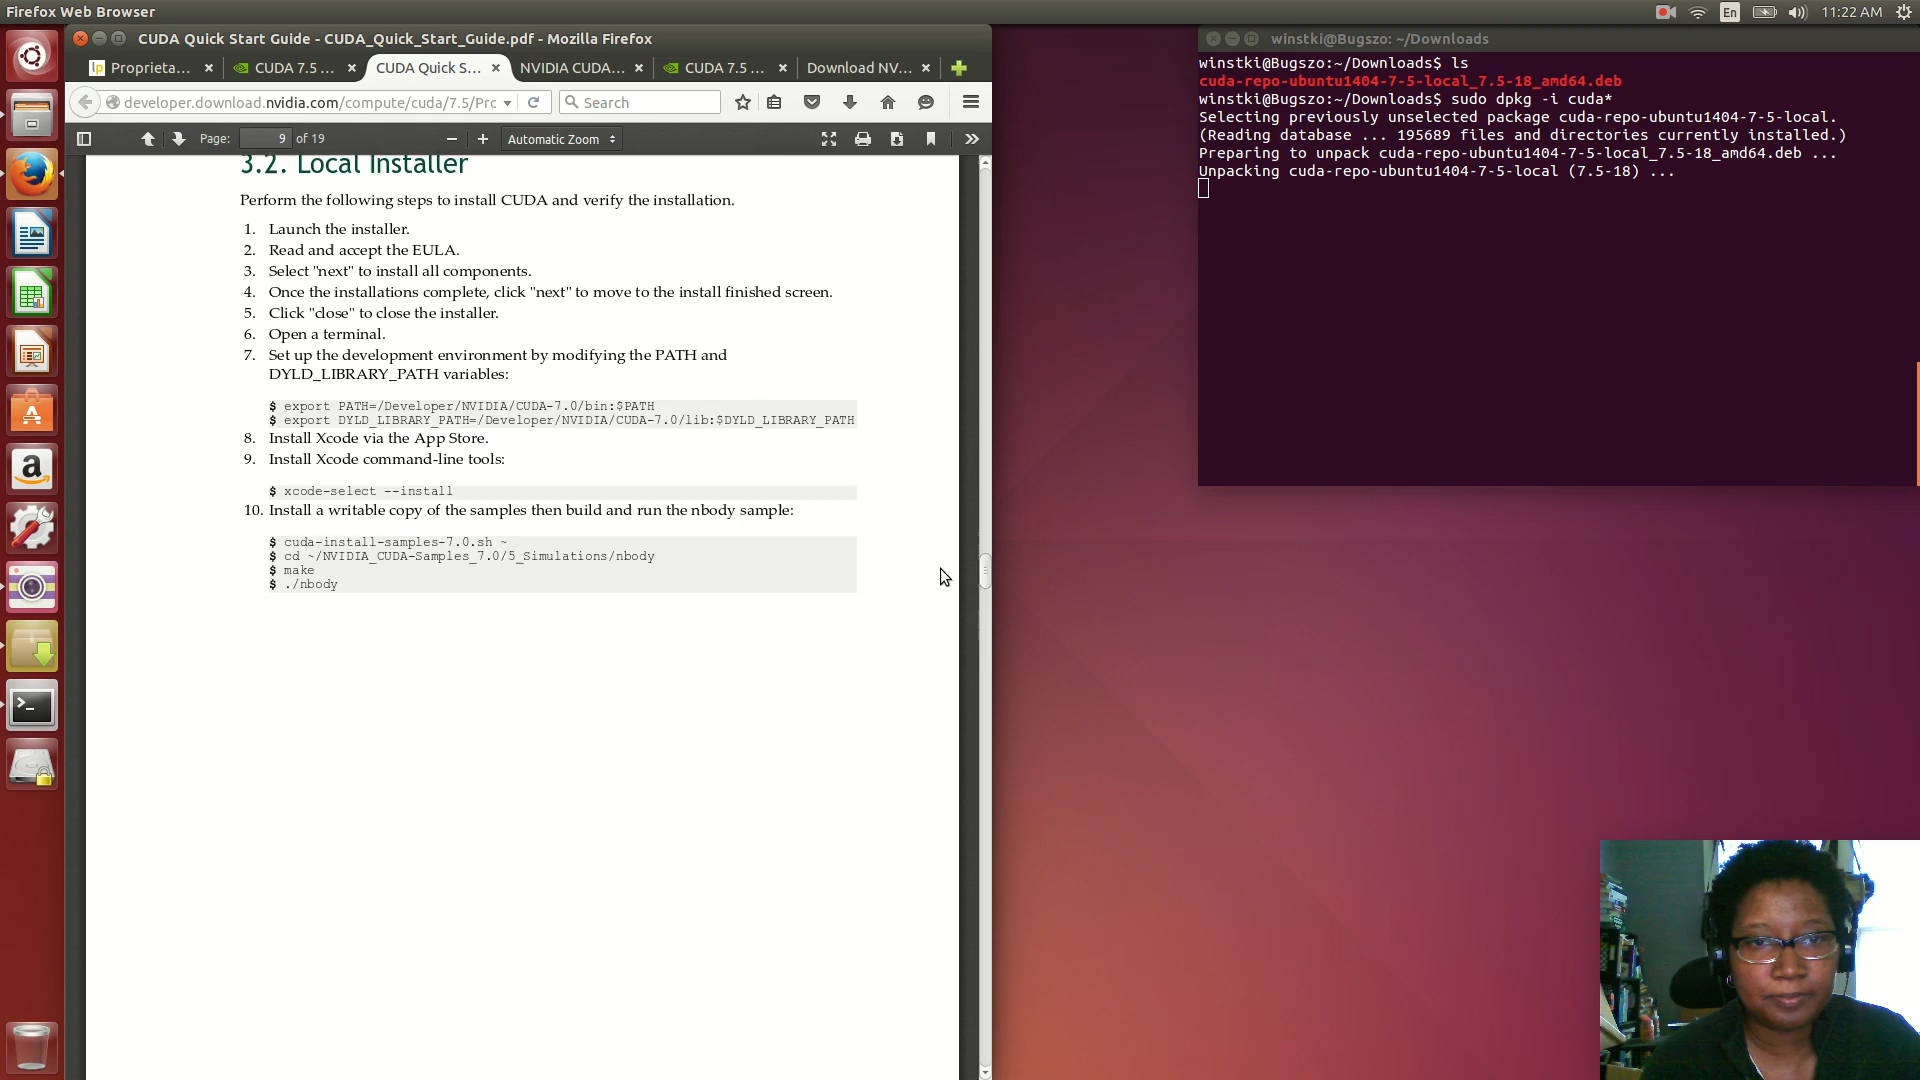 Firefox Web Browser
En
11:22 AM
CUDA Quick Start Guide - CUDA_Quick_Start_Guide.pdf - Mozilla Firefox
Proprieta...
CUDA 7.5 ...
CUDA Quick S...
NVIDIA CUDA...
CUDA 7.5 ...
Download NV...
developer.download.nvidia.com/compute/cuda/7.5/Prc
Search
Page:
9
of 19
Automatic Zoom
3.2. Local Installer
Perform the following steps to install CUDA and verify the installation.
1. Launch the installer.
2. Read and accept the EULA.
3. Select "next" to install all components.
4. Once the installations complete, click "next" to move to the install finished screen.
5. Click "close" to close the installer.
6. Open a terminal.
7. Set up the development environment by modifying the PATH and
DYLD_LIBRARY_PATH variables:
$ export PATH=/Developer/NVIDIA/CUDA-7.0/bin:$PATH
$ export DYLD_LIBRARY_PATH=/Developer/NVIDIA/CUDA-7.0/lib:$DYLD_LIBRARY_PATH
8. Install Xcode via the App Store.
9. Install Xcode command-line tools:
$ xcode-select --install
10. Install a writable copy of the samples then build and run the nbody sample:
$ cuda-install-samples-7.0.sh ~
$ cd ~/NVIDIA_CUDA-Samples_7.0/5_Simulations/nbody
$ make
$ ./nbody
winstki@Bugszo: ~/Downloads
winstki@Bugszo:~/Downloads$ ls
cuda-repo-ubuntu1404-7-5-local_7.5-18_amd64.deb
winstki@Bugszo:~/Downloads$ sudo dpkg -i cuda*
Selecting previously unselected package cuda-repo-ubuntu1404-7-5-local.
(Reading database ... 195689 files and directories currently installed.)
Preparing to unpack cuda-repo-ubuntu1404-7-5-local_7.5-18_amd64.deb ...
Unpacking cuda-repo-ubuntu1404-7-5-local (7.5-18) ...